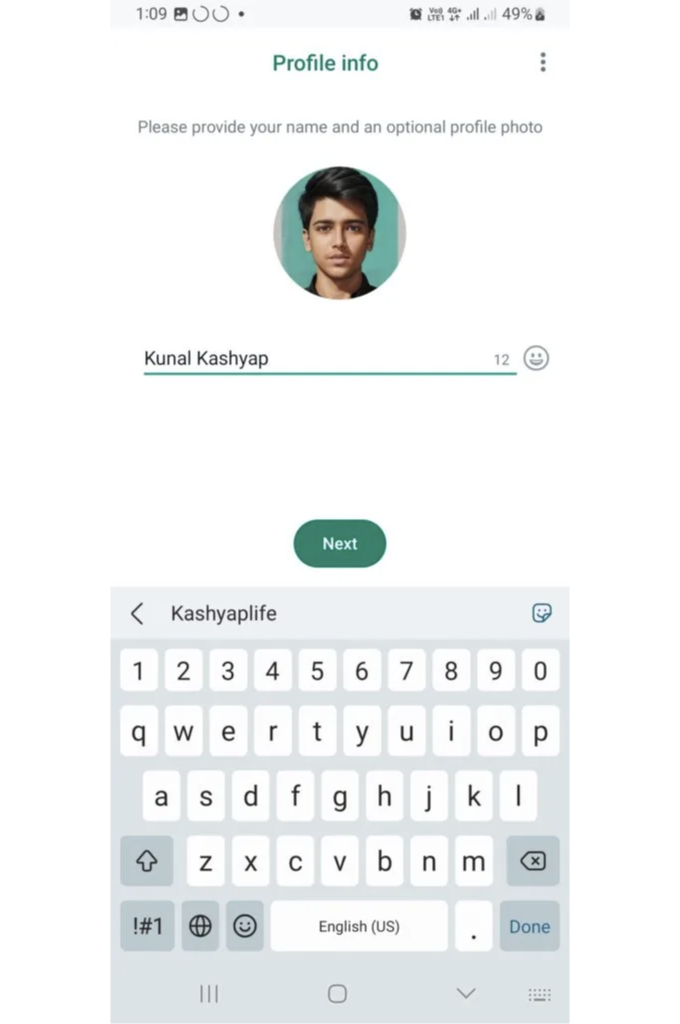 1:09 Vo) 4G+ LTE1 49%
Profile info
Please provide your name and an optional profile photo
Kunal Kashyap 12
Next
Kashyaplife
1 2 3 4 5 6 7 8 9 0
q w e r t y u i o p
a s d f g h j k l
z x c v b n m
!#1 English (US) . Done